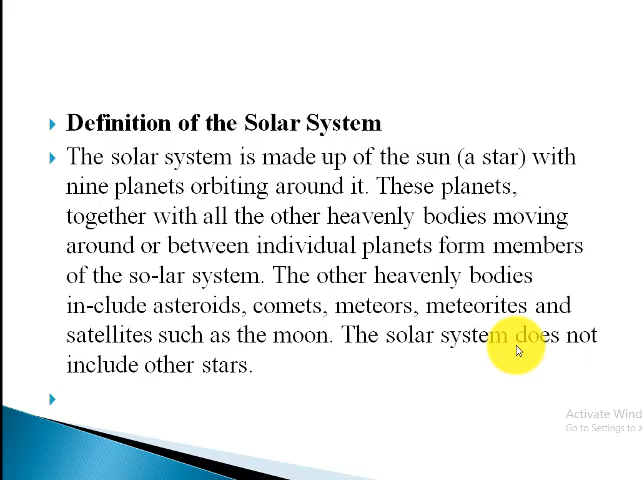 Definition of the Solar System
The solar system is made up of the sun (a star) with
nine planets orbiting around it. These planets,
together with all the other heavenly bodies moving
around or between individual planets form members
of the so-lar system. The other heavenly bodies
in-clude asteroids, comets, meteors, meteorites and
satellites such as the moon. The solar system does not
include other stars.
Activate Wind
Go to Settings to a